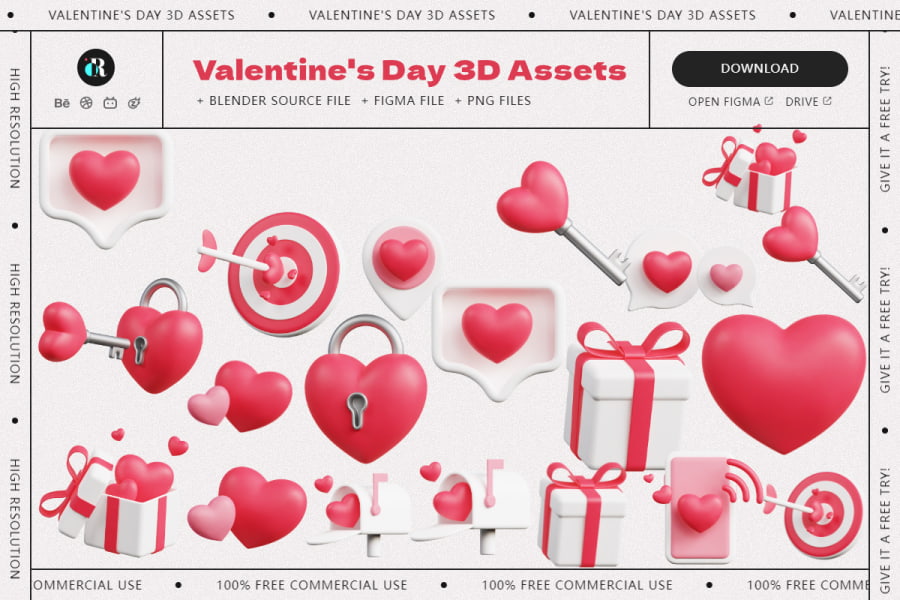 VALENTINE'S DAY 3D ASSETS • VALENTINE'S DAY 3D ASSETS • VALENTINE'S DAY 3D ASSETS • VALENTINE
R
Bē
Valentine's Day 3D Assets
+ BLENDER SOURCE FILE + FIGMA FILE + PNG FILES
DOWNLOAD
OPEN FIGMA DRIVE
HIGH RESOLUTION • HIGH RESOLUTION • HIGH RESOLUTION
GIVE IT A FREE TRY! • GIVE IT A FREE TRY! • GIVE IT A FREE TRY!
OMMERCIAL USE • 100% FREE COMMERCIAL USE • 100% FREE COMMERCIAL USE • 100% FREE COMME